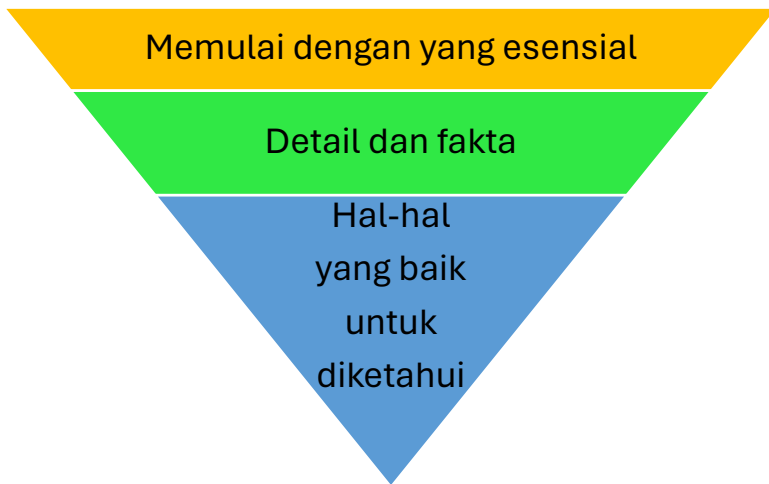 Memulai dengan yang esensial
Detail dan fakta
Hal-hal
yang baik
untuk
diketahui